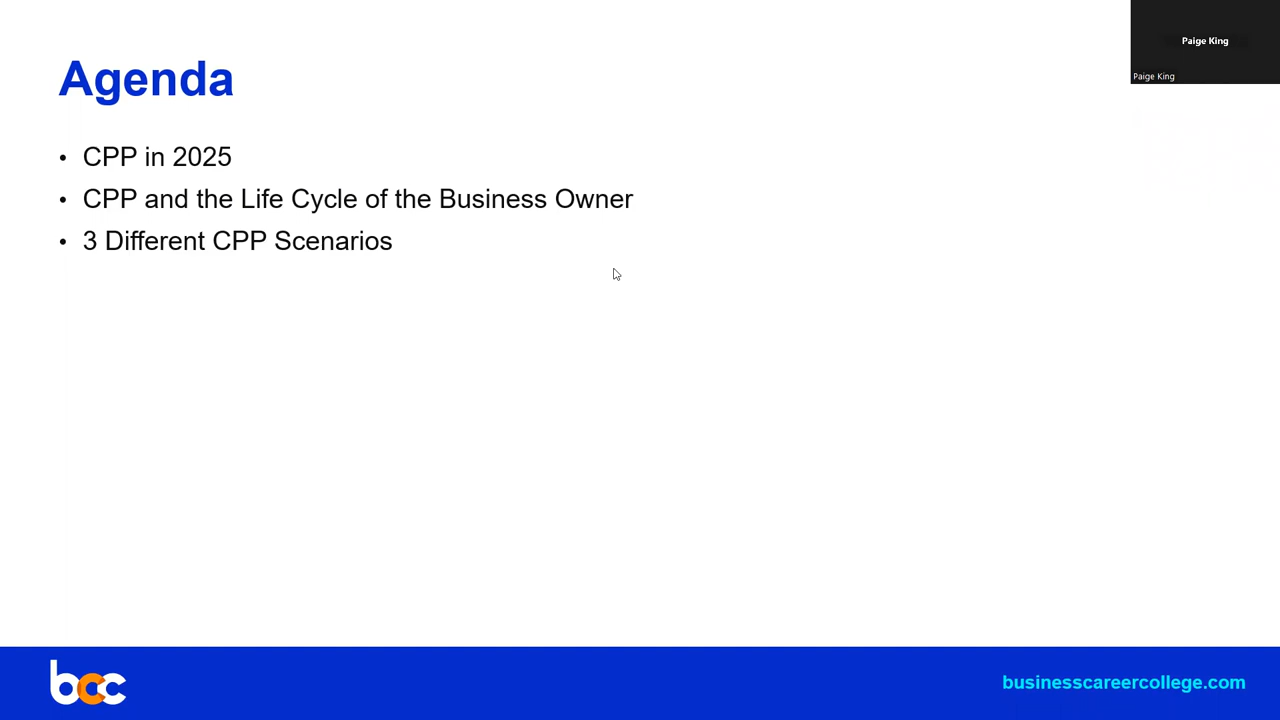 Paige King
Paige King
Agenda
• CPP in 2025
• CPP and the Life Cycle of the Business Owner
• 3 Different CPP Scenarios
bcc
businesscareercollege.com